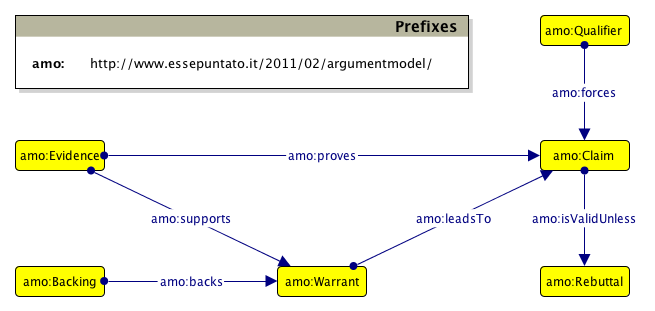 Prefixes
amo: http://www.essepuntato.it/2011/02/argumentmodel/
amo:Qualifier
amo:forces
amo:Evidence
amo:proves
amo:Claim
amo:supports
amo:leadsTo
amo:isValidUnless
amo:Backing
amo:backs
amo:Warrant
amo:Rebuttal